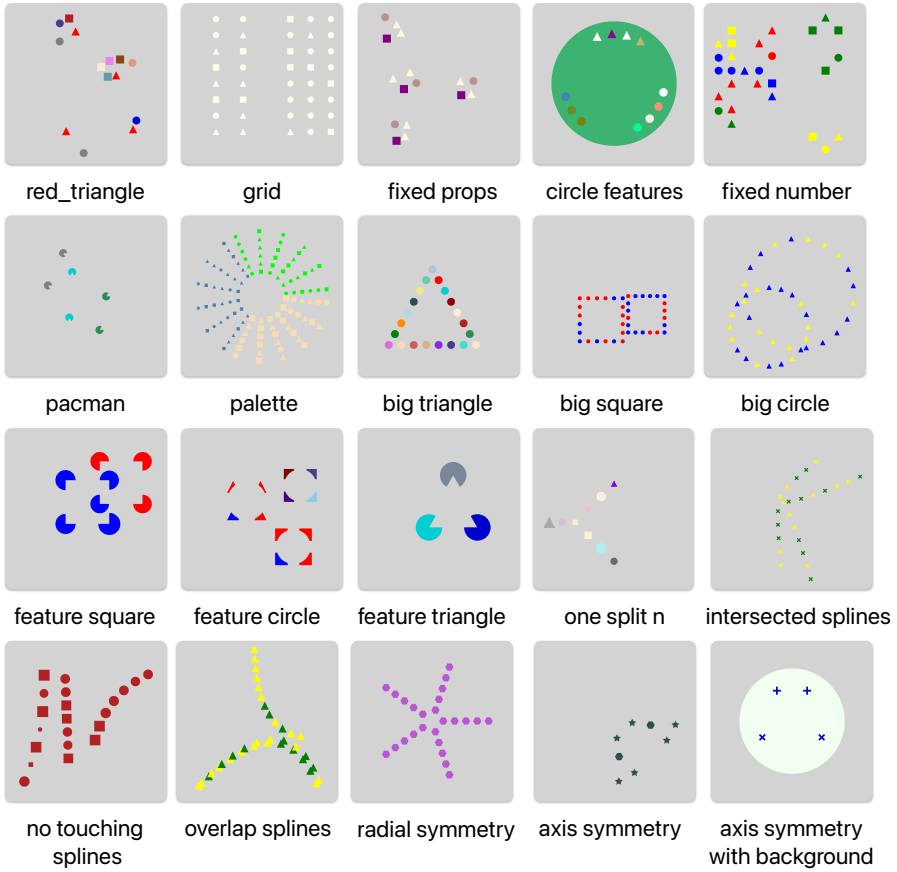 red_triangle
grid
fixed props
circle features
fixed number
pacman
palette
big triangle
big square
big circle
feature square
feature circle
feature triangle
one split n
intersected splines
no touching
splines
overlap splines
radial symmetry
axis symmetry
axis symmetry
with background